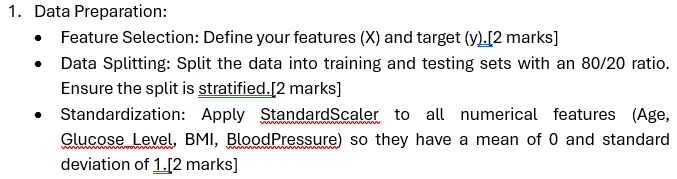 1. Data Preparation:
• Feature Selection: Define your features (X) and target (y).[2 marks]
• Data Splitting: Split the data into training and testing sets with an 80/20 ratio.
Ensure the split is stratified.[2 marks]
• Standardization: Apply StandardScaler to all numerical features (Age,
Glucose_Level, BMI, BloodPressure) so they have a mean of 0 and standard
deviation of 1.[2 marks]